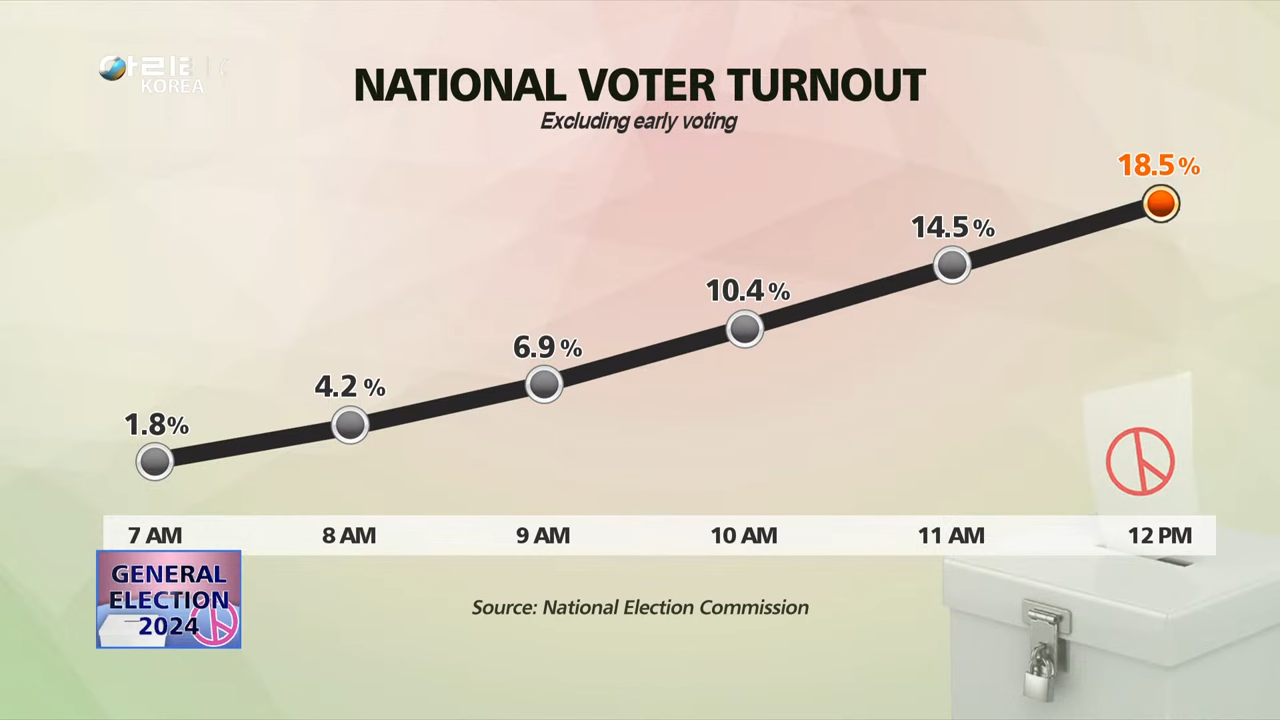 아리랑
KOREA
NATIONAL VOTER TURNOUT
Excluding early voting
18.5%
14.5%
10.4%
6.9%
4.2%
1.8%
7 AM 8 AM 9 AM 10 AM 11 AM 12 PM
GENERAL
ELECTION
2024
Source: National Election Commission